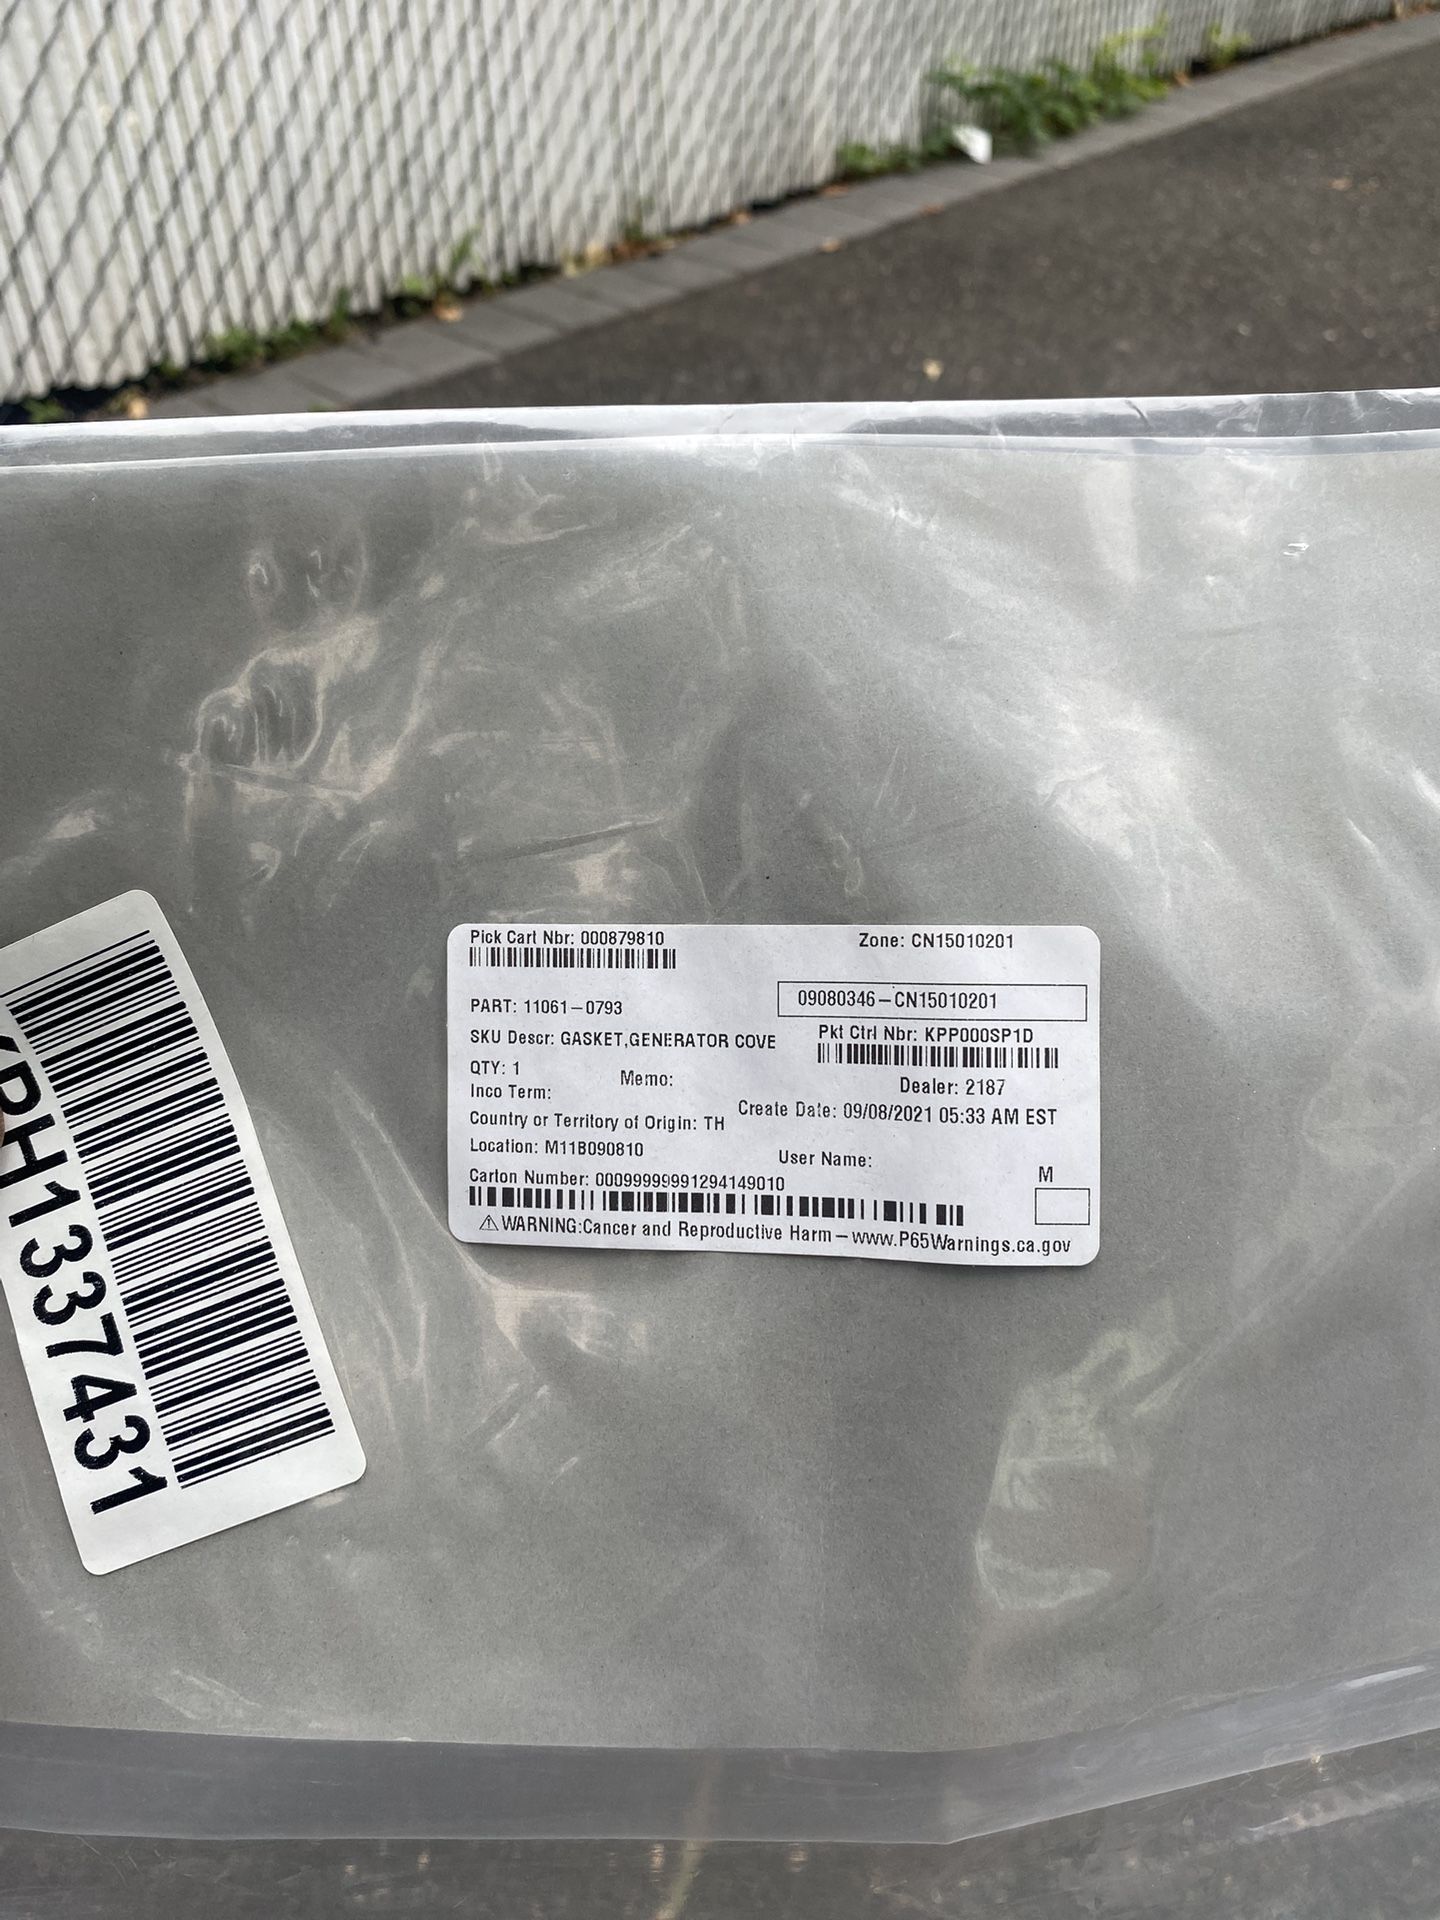 Pick Cart Nbr: 000879810
Zone: CN15010201
PART: 11061-0793
09080346-CN15010201
SKU Descr: GASKET,GENERATOR COVE
Pkt Ctrl Nbr: KPP000SP1D
QTY: 1
Memo:
Dealer: 2187
Inco Term:
Create Date: 09/08/2021 05:33 AM EST
Country or Territory of Origin: TH
Location: M11B090810
User Name:
M
Carton Number: 00099999991294149010
⚠WARNING:Cancer and Reproductive Harm-www.P65Warnings.ca.gov
PH1337431